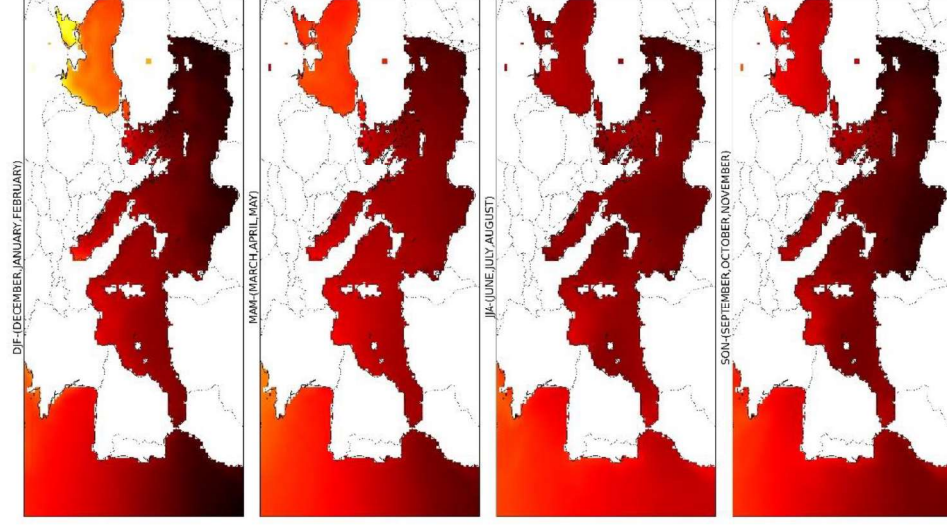 DJF-(DECEMBER,JANUARY,FEBRUARY)
MAM-(MARCH,APRIL,MAY)
JJA-(JUNE,JULY,AUGUST)
SON-(SEPTEMBER,OCTOBER,NOVEMBER)